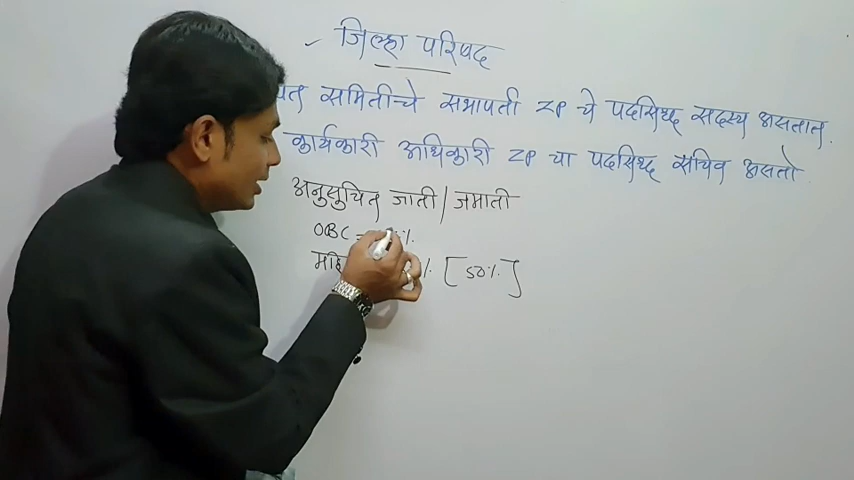 ✓ जिल्हा परिषद
समितीचे सभापती ZP चे पदसिध्द सदस्य असतात.
कार्यकारी अधिकारी ZP चा पदसिध्द सचिव असतो.
अनुसुचित जाती / जमाती
OBC = %.
%. [50%.]